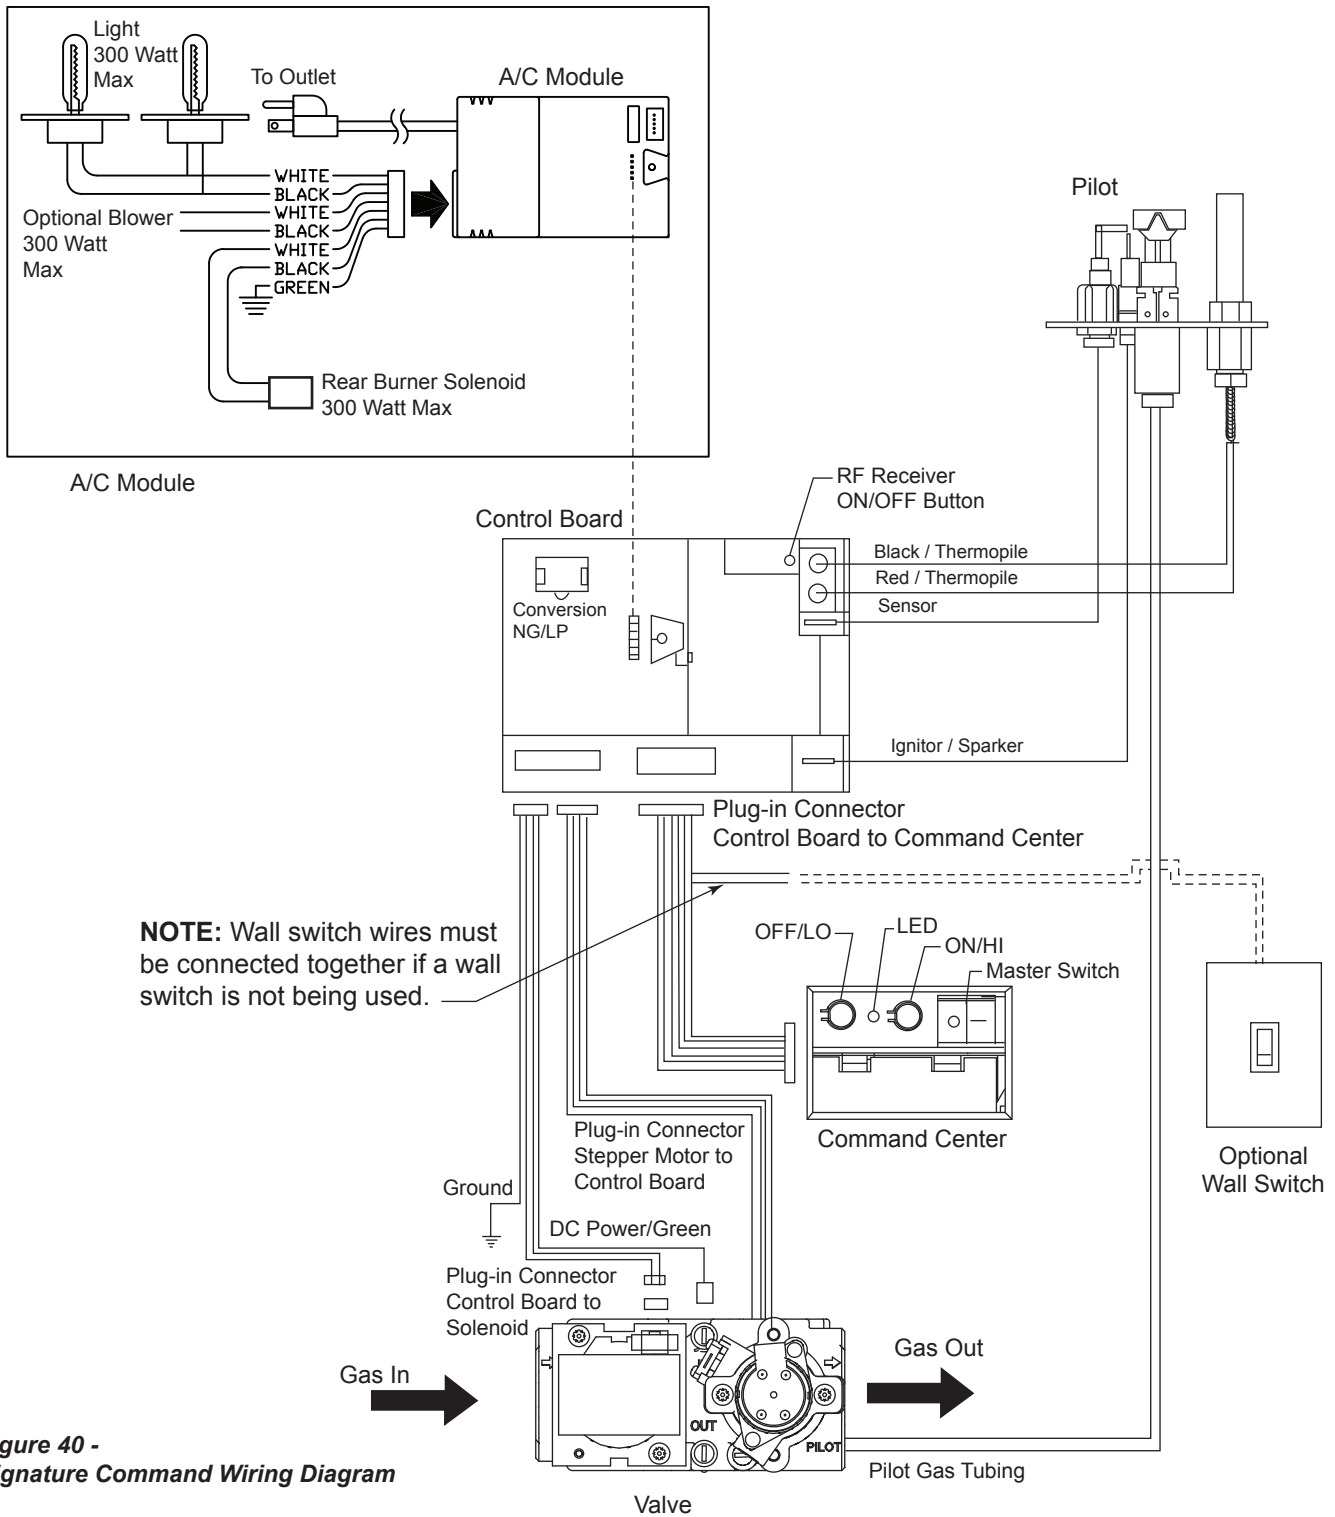 Light
300 Watt
Max
To Outlet
A/C Module
WHITE
BLACK
WHITE
BLACK
WHITE
BLACK
GREEN
Optional Blower
300 Watt
Max
Rear Burner Solenoid
300 Watt Max
A/C Module
Pilot
RF Receiver
ON/OFF Button
Control Board
Black / Thermopile
Red / Thermopile
Sensor
Conversion
NG/LP
Ignitor / Sparker
Plug-in Connector
Control Board to Command Center
NOTE: Wall switch wires must
be connected together if a wall
switch is not being used.
OFF/LO
LED
ON/HI
Master Switch
Command Center
Optional
Wall Switch
Plug-in Connector
Stepper Motor to
Control Board
Ground
DC Power/Green
Plug-in Connector
Control Board to
Solenoid
Gas In
Gas Out
OUT
PILOT
Pilot Gas Tubing
Valve
gure 40 -
ignature Command Wiring Diagram